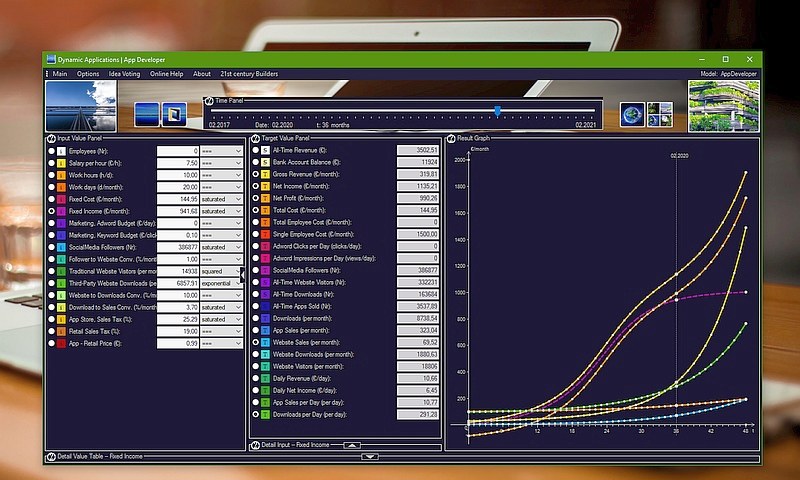 Dynamic Applications | App Developer
Main Options Idea Voting Online Help About 21st century Builders Model: AppDeveloper
Time Panel
02.2017 Date: 02.2020 t: 36 months 02.2021
Input Value Panel
Employees (Nr): 0 ===
Salary per hour (€/h): 7,50 ===
Work hours (h/d): 10,00 ===
Work days (d/month): 20,00 ===
Fixed Cost (€/month): 144,95 saturated
Fixed Income (€/month): 941,68 saturated
Marketing, Adword Budget (€/day): 0 ===
Marketing, Keyword Budget (€/click 0,10 ===
SocialMedia Followers (Nr): 386877 saturated
Follower to Website Conv. (%/mon 1,00 ===
Traditional Website Visitors (per mon 14938 squared
Third-Party Website Downloads (pe 6857,91 exponential
Website to Downloads Conv. (%/m 10,00 ===
Download to Sales Conv. (%/month 3,70 saturated
App Store, Sales Tax (%): 25,29 saturated
Retail Sales Tax (%): 19,00 ===
App - Retail Price (€): 0,99 ===
Target Value Panel
All-Time Revenue (€): 3502,51
Bank Account Balance (€): 11924
Gross Revenue (€/month): 319,81
Net Income (€/month): 1135,21
Net Profit (€/month): 990,26
Total Cost (€/month): 144,95
Total Employee Cost (€/month): 0
Single Employee Cost (€/month): 1500,00
Adword Clicks per Day (clicks/day): 0
Adword Impressions per Day (views/day): 0
SocialMedia Followers (Nr): 386877
All-Time Website Visitors (Nr): 332231
All-Time Downloads (Nr): 163684
All-Time Apps Sold (Nr): 3537,89
Downloads (per month): 8738,54
App Sales (per month): 323,04
Website Sales (per month): 69,52
Website Downloads (per month): 1880,63
Website Visitors (per month): 18806
Daily Revenue (€/day): 10,66
Daily Net Income (€/day): 6,45
App Sales per Day (per day): 10,77
Downloads per Day (per day): 291,28
Detail Input – Fixed Income
Result Graph
€/month
02.2020
2000
1800
1600
1400
1200
1000
800
600
400
200
12 18 24 30 36 42 48 t
Detail Value Table – Fixed Income